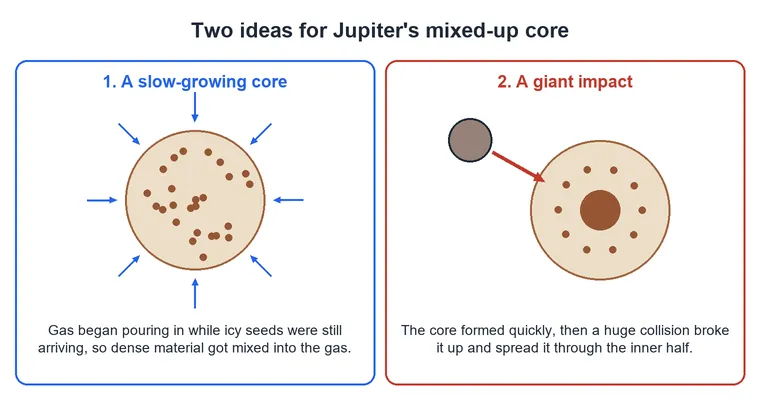 Two ideas for Jupiter's mixed-up core
1. A slow-growing core
Gas began pouring in while icy seeds were still
arriving, so dense material got mixed into the gas.
2. A giant impact
The core formed quickly, then a huge collision broke
it up and spread it through the inner half.